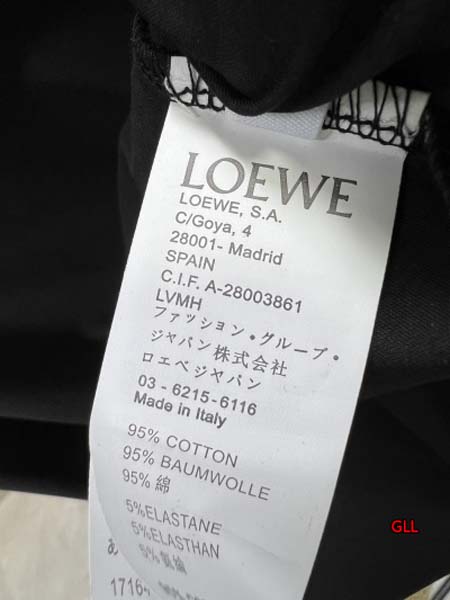 LOEWE
LOEWE, S.A.
C/Goya, 4
28001- Madrid
SPAIN
C.I.F. A-28003861
LVMH
ファッション・グループ・
ジャパン株式会社
ロエベジャパン
03 - 6215-6116
Made in Italy
95% COTTON
95% BAUMWOLLE
95% 綿
5%ELASTANE
5%ELASTHAN
5%
GLL